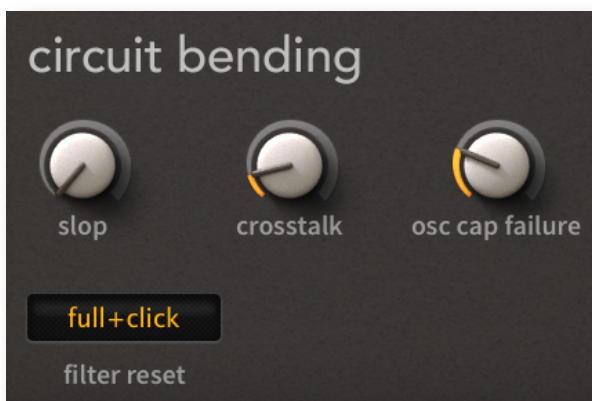 circuit bending
slop
crosstalk
osc cap failure
full+click
filter reset